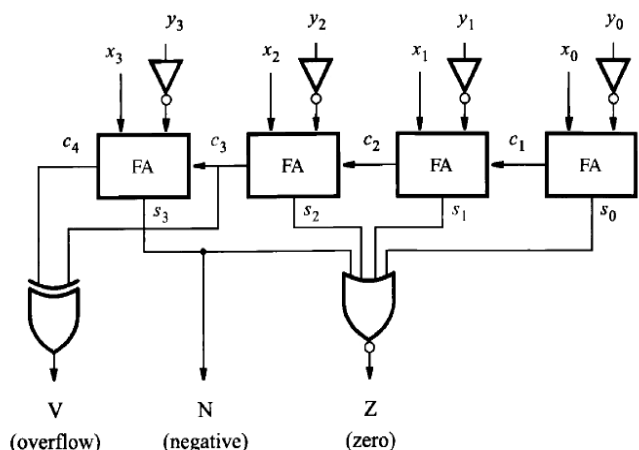 y3 y2 y1 y0
x3 x2 x1 x0
c4 c3 c2 c1
FA FA FA FA
s3 s2 s1 s0
V N Z
(overflow) (negative) (zero)